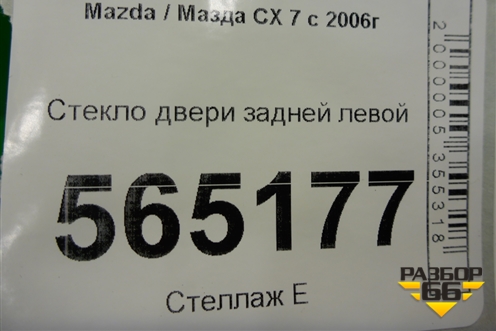 Mazda / Мазда CX 7 с 2006г
Стекло двери задней левой
565177
Стеллаж Е
2000005355318
РАЗБОР
66